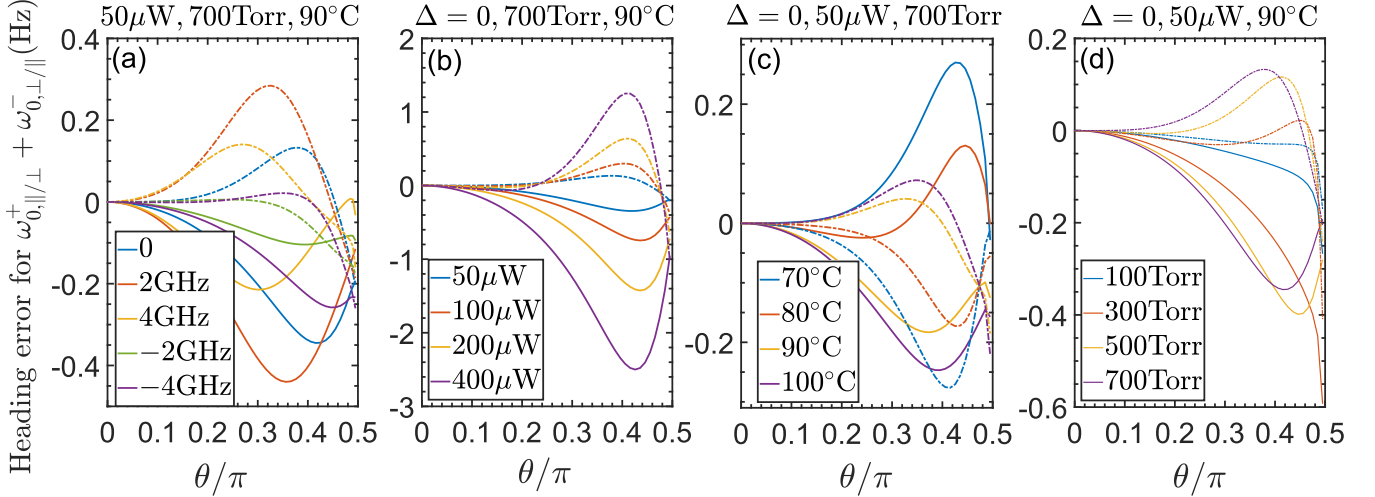 Heading error for ω⁺₀,∥/⊥ + ω⁻₀,⊥/∥(Hz)
50μW, 700Torr, 90°C
(a)
0.4
0.2
0
-0.2
-0.4
0
2GHz
4GHz
−2GHz
−4GHz
0 0.1 0.2 0.3 0.4 0.5
θ/π
Δ = 0, 700Torr, 90°C
(b)
2
1
0
-1
-2
-3
50μW
100μW
200μW
400μW
0 0.1 0.2 0.3 0.4 0.5
θ/π
Δ = 0, 50μW, 700Torr
(c)
0.2
0
-0.2
70°C
80°C
90°C
100°C
0 0.1 0.2 0.3 0.4 0.5
θ/π
Δ = 0, 50μW, 90°C
(d)
0.2
0
-0.2
-0.4
-0.6
100Torr
300Torr
500Torr
700Torr
0 0.1 0.2 0.3 0.4 0.5
θ/π